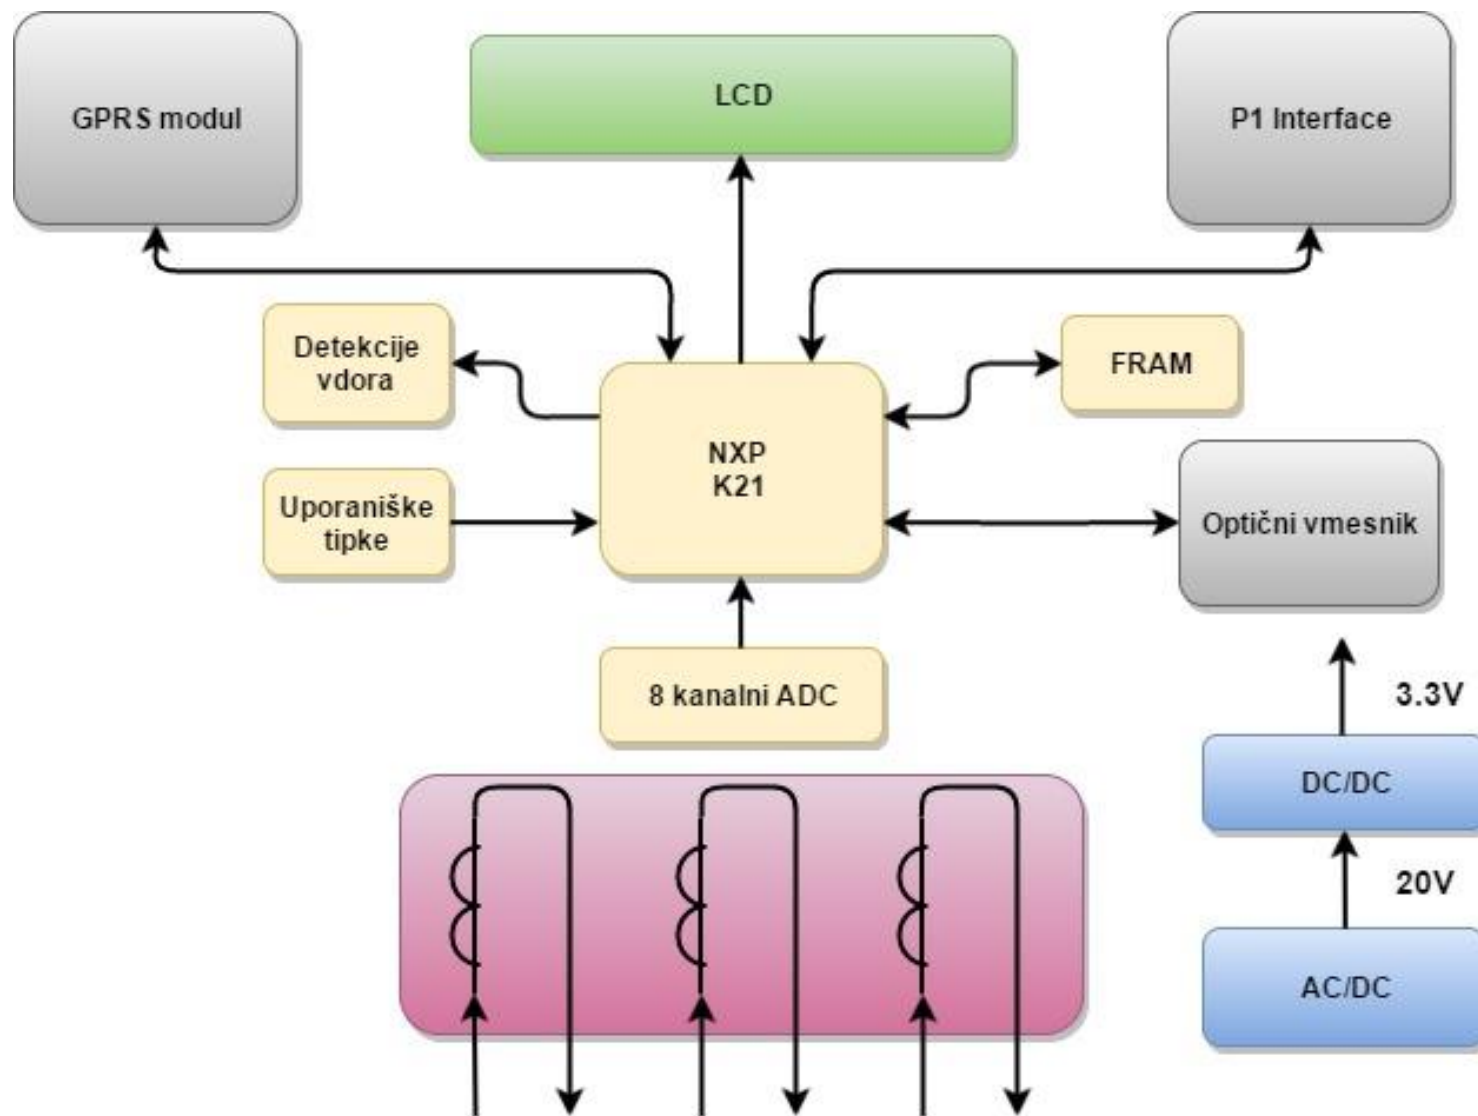 GPRS modul
LCD
P1 Interface
Detekcije
vdora
FRAM
NXP
K21
Uporaniške
tipke
Optični vmesnik
8 kanalni ADC
3.3V
DC/DC
20V
AC/DC